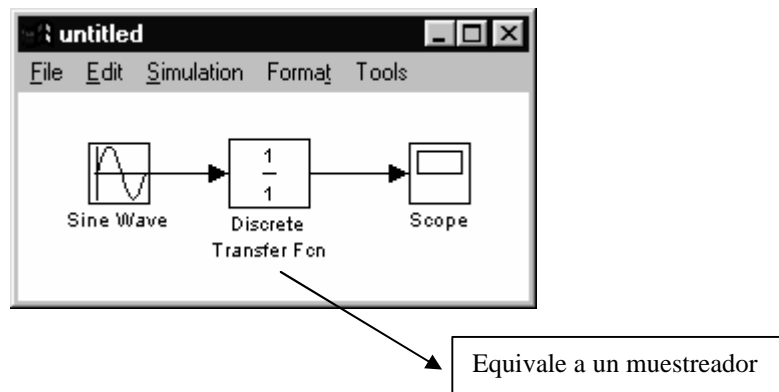 untitled
File Edit Simulation Format Tools
1
1
Sine Wave
Discrete
Transfer Fcn
Scope
Equivale a un muestreador